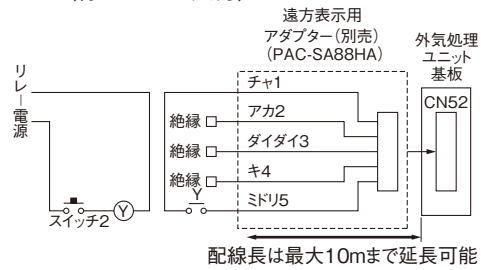 遠方表示用
アダプター(別売)
(PAC-SA88HA)
外気処理
ユニット
基板
リレー電源
チャ1
CN52
絶縁
アカ2
絶縁
ダイダイ3
絶縁
キ4
Y
ミドリ5
スイッチ2
Y
配線長は最大10mまで延長可能